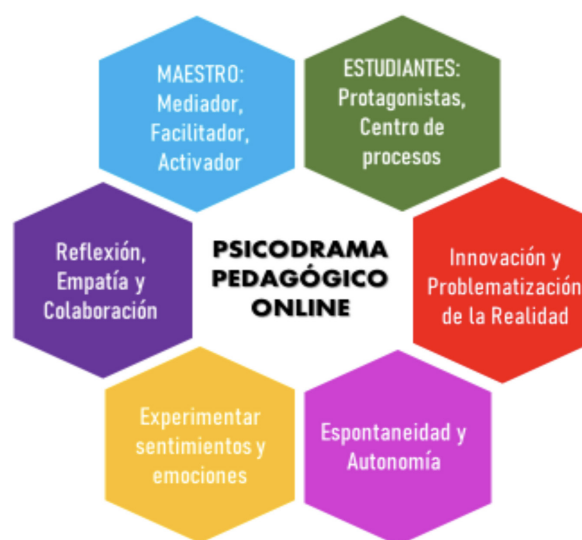 MAESTRO:
Mediador,
Facilitador,
Activador
ESTUDIANTES:
Protagonistas,
Centro de
procesos
Reflexión,
Empatía y
Colaboración
PSICODRAMA
PEDAGÓGICO
ONLINE
Innovación y
Problematización
de la Realidad
Experimentar
sentimientos y
emociones
Espontaneidad y
Autonomía